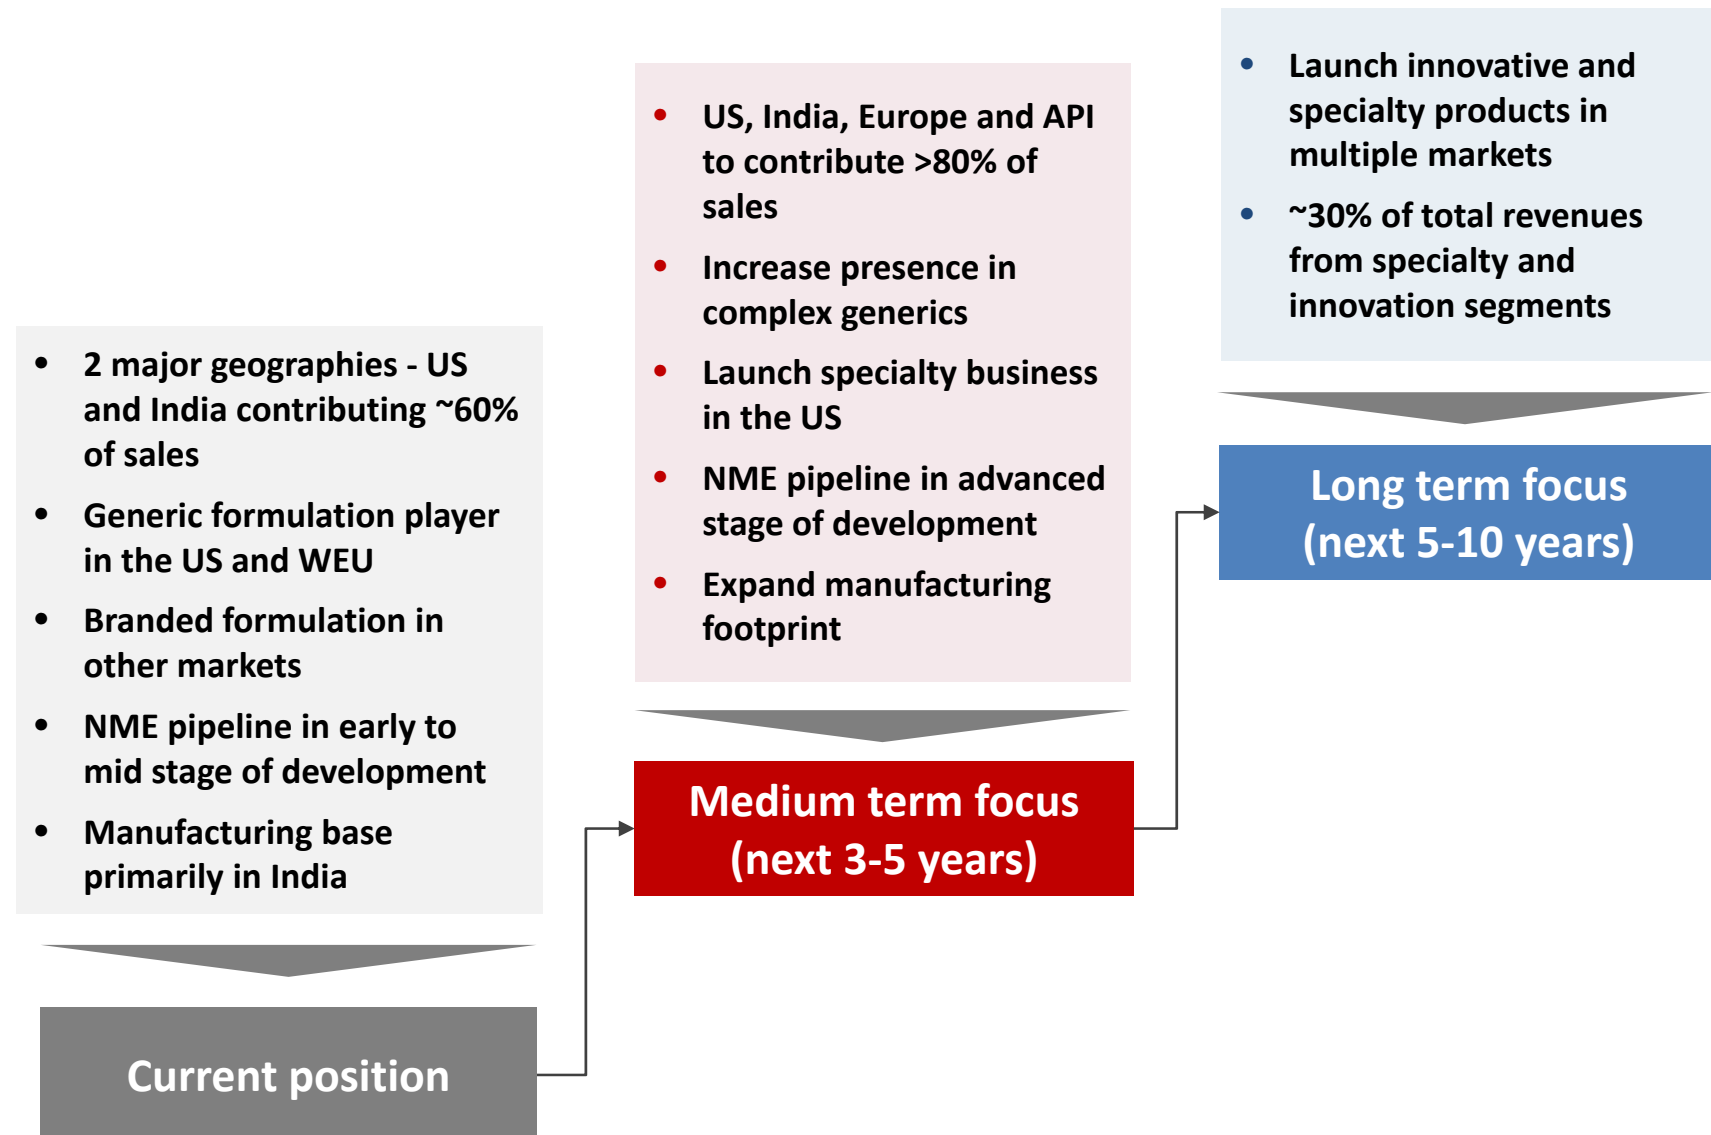 • 2 major geographies - US
and India contributing ~60%
of sales
• Generic formulation player
in the US and WEU
• Branded formulation in
other markets
• NME pipeline in early to
mid stage of development
• Manufacturing base
primarily in India
Current position
• US, India, Europe and API
to contribute >80% of
sales
• Increase presence in
complex generics
• Launch specialty business
in the US
• NME pipeline in advanced
stage of development
• Expand manufacturing
footprint
Medium term focus
(next 3-5 years)
• Launch innovative and
specialty products in
multiple markets
• ~30% of total revenues
from specialty and
innovation segments
Long term focus
(next 5-10 years)